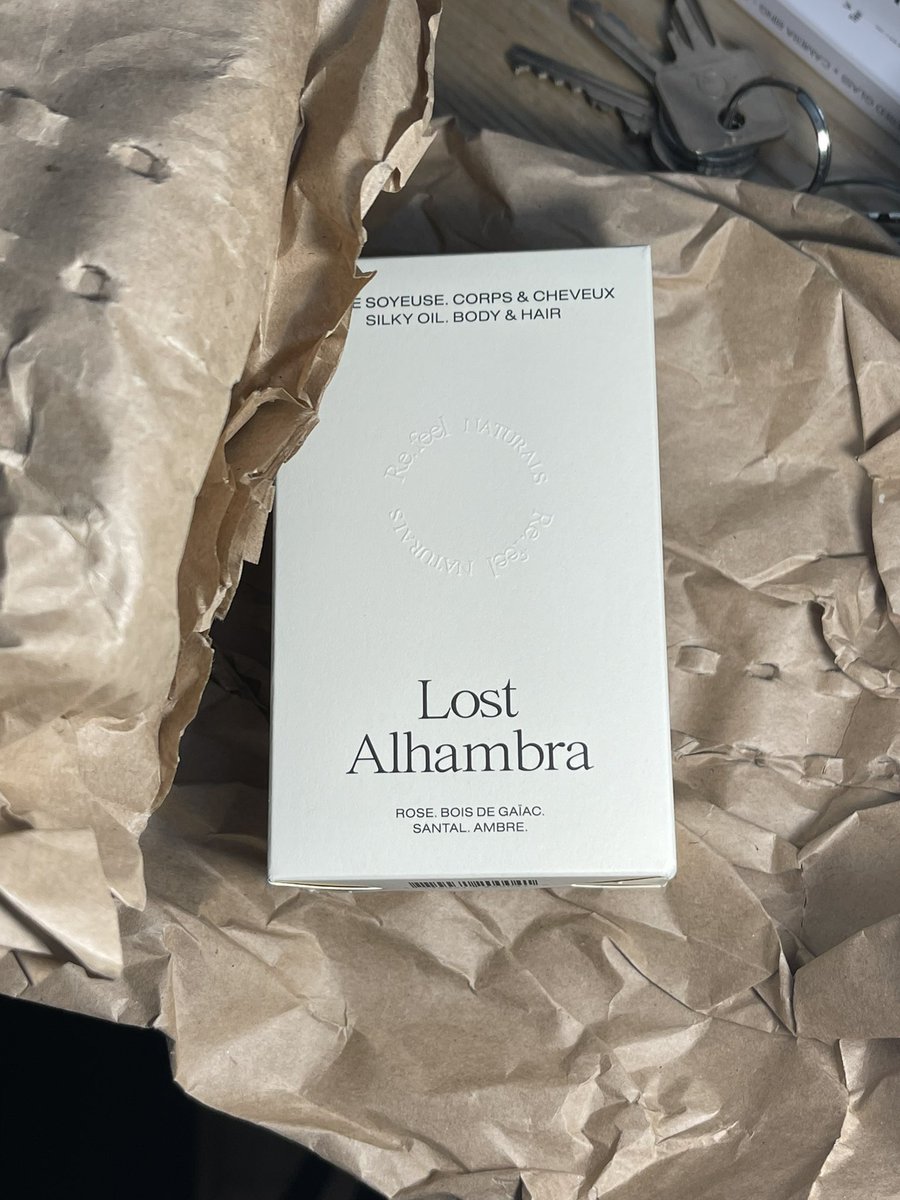 E SOYEUSE. CORPS & CHEVEUX
SILKY OIL. BODY & HAIR
Re.feel NATURALS
Re.feel NATURALS
Lost
Alhambra
ROSE. BOIS DE GAÏAC.
SANTAL. AMBRE.